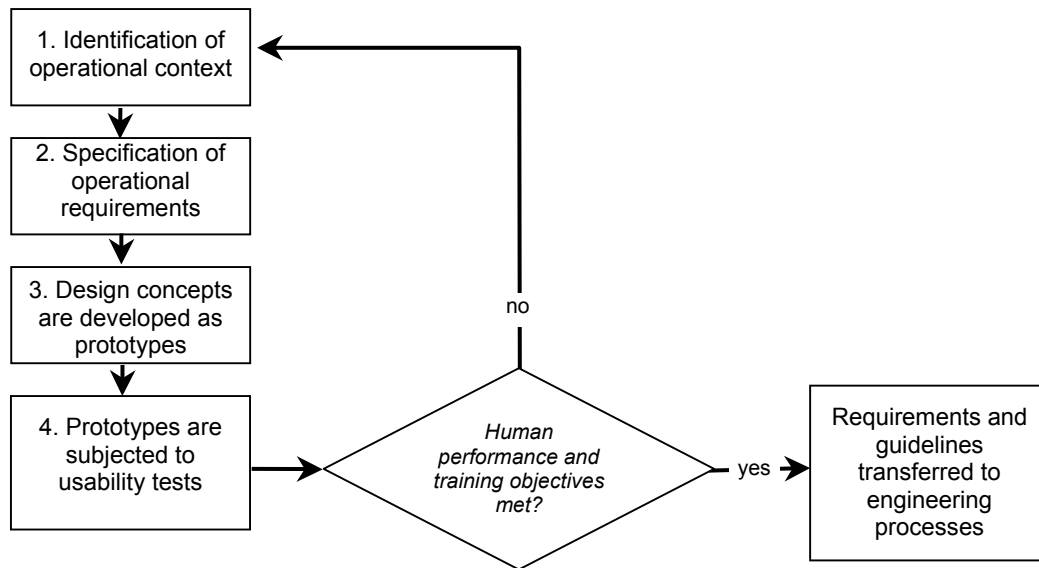 1. Identification of
operational context
2. Specification of
operational
requirements
3. Design concepts
are developed as
prototypes
4. Prototypes are
subjected to
usability tests
Human
performance and
training objectives
met?
no
yes
Requirements and
guidelines
transferred to
engineering
processes